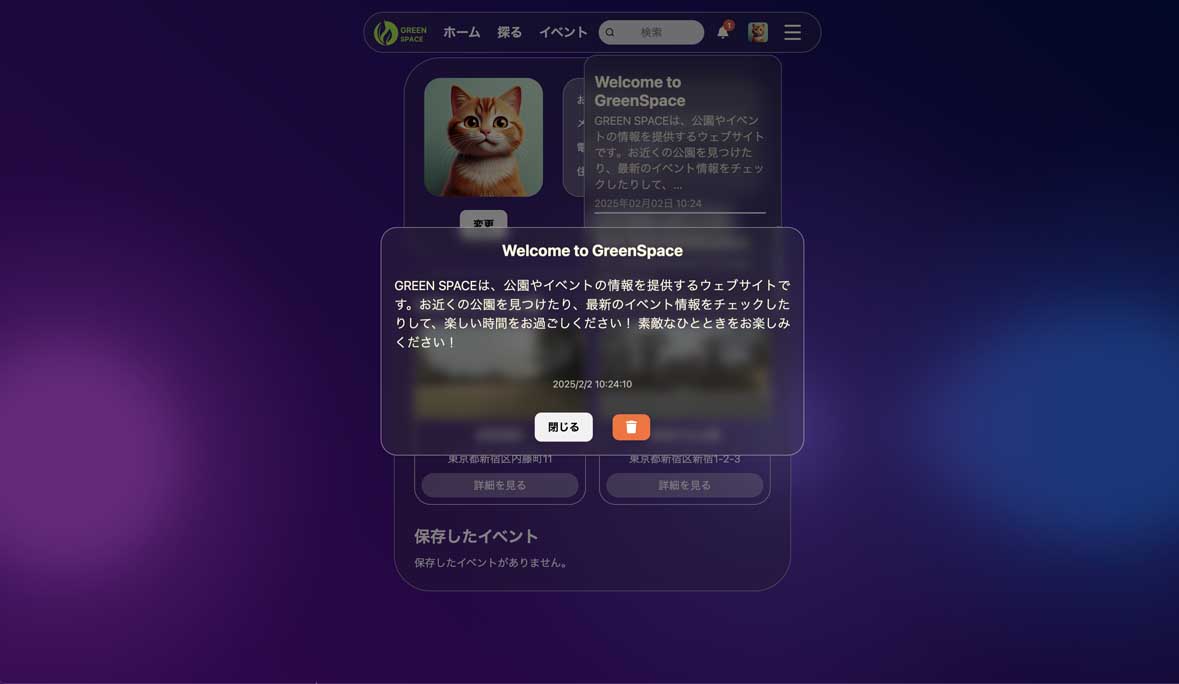 GREEN
SPACE
ホーム 探る イベント 検索 1
Welcome to
GreenSpace
GREEN SPACEは、公園やイベン
トの情報を提供するウェブサイト
です。お近くの公園を見つけた
り、最新のイベント情報をチェッ
クしたりして、...
2025年02月02日 10:24
変更
Welcome to GreenSpace
GREEN SPACEは、公園やイベントの情報を提供するウェブサイトで
す。お近くの公園を見つけたり、最新のイベント情報をチェックした
りして、楽しい時間をお過ごしください！ 素敵なひとときをお楽しみ
ください！
2025/2/2 10:24:10
閉じる
東京都新宿区内藤町11
東京都新宿区新宿1-2-3
詳細を見る
詳細を見る
保存したイベント
保存したイベントがありません。